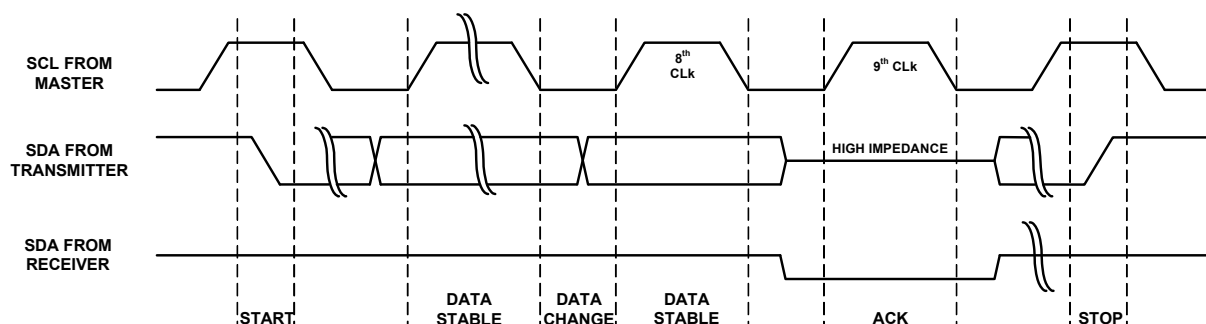 SCL FROM
MASTER
8th
CLk
9th CLk
SDA FROM
TRANSMITTER
HIGH IMPEDANCE
SDA FROM
RECEIVER
START
DATA
STABLE
DATA
CHANGE
DATA
STABLE
ACK
STOP